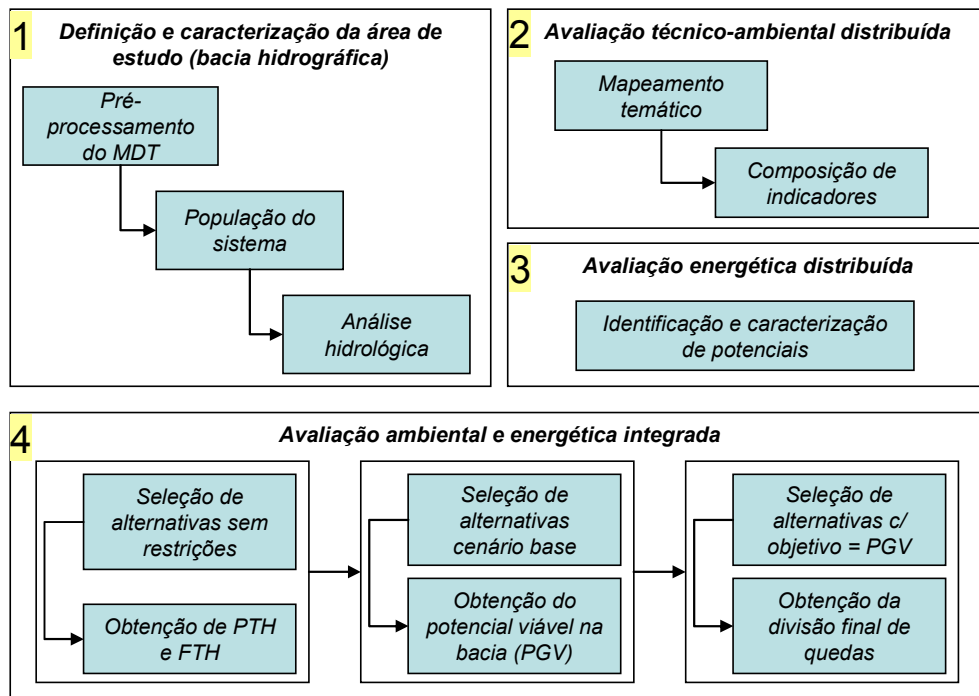 1
Definição e caracterização da área de
estudo (bacia hidrográfica)
Pré-
processamento
do MDT
População do
sistema
Análise
hidrológica
2
Avaliação técnico-ambiental distribuída
Mapeamento
temático
Composição de
indicadores
3
Avaliação energética distribuída
Identificação e caracterização
de potenciais
4
Avaliação ambiental e energética integrada
Seleção de
alternativas sem
restrições
Obtenção de PTH
e FTH
Seleção de
alternativas
cenário base
Obtenção do
potencial viável na
bacia (PGV)
Seleção de
alternativas c/
objetivo = PGV
Obtenção da
divisão final de
quedas